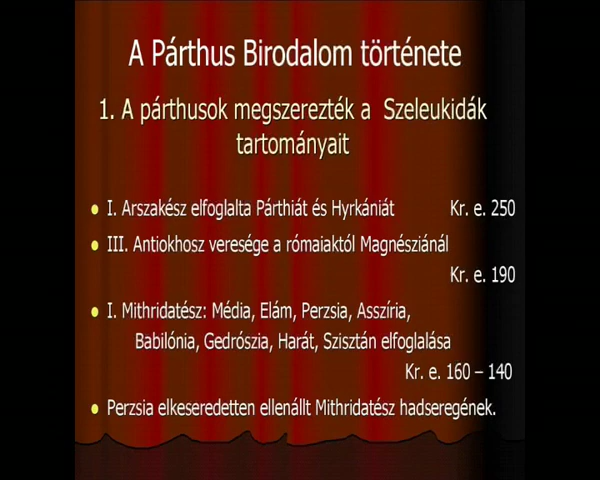 A Párthus Birodalom története
1. A párthusok megszerezték a Szeleukidák
tartományait
I. Arszakész elfoglalta Párthiát és Hyrkániát Kr. e. 250
III. Antiokhosz veresége a rómaiaktól Magnésziánál
Kr. e. 190
I. Mithridatész: Média, Elám, Perzsia, Asszíria,
Babilónia, Gedrószia, Harát, Szisztán elfoglalása
Kr. e. 160 – 140
Perzsia elkeseredetten ellenállt Mithridatész hadseregének.